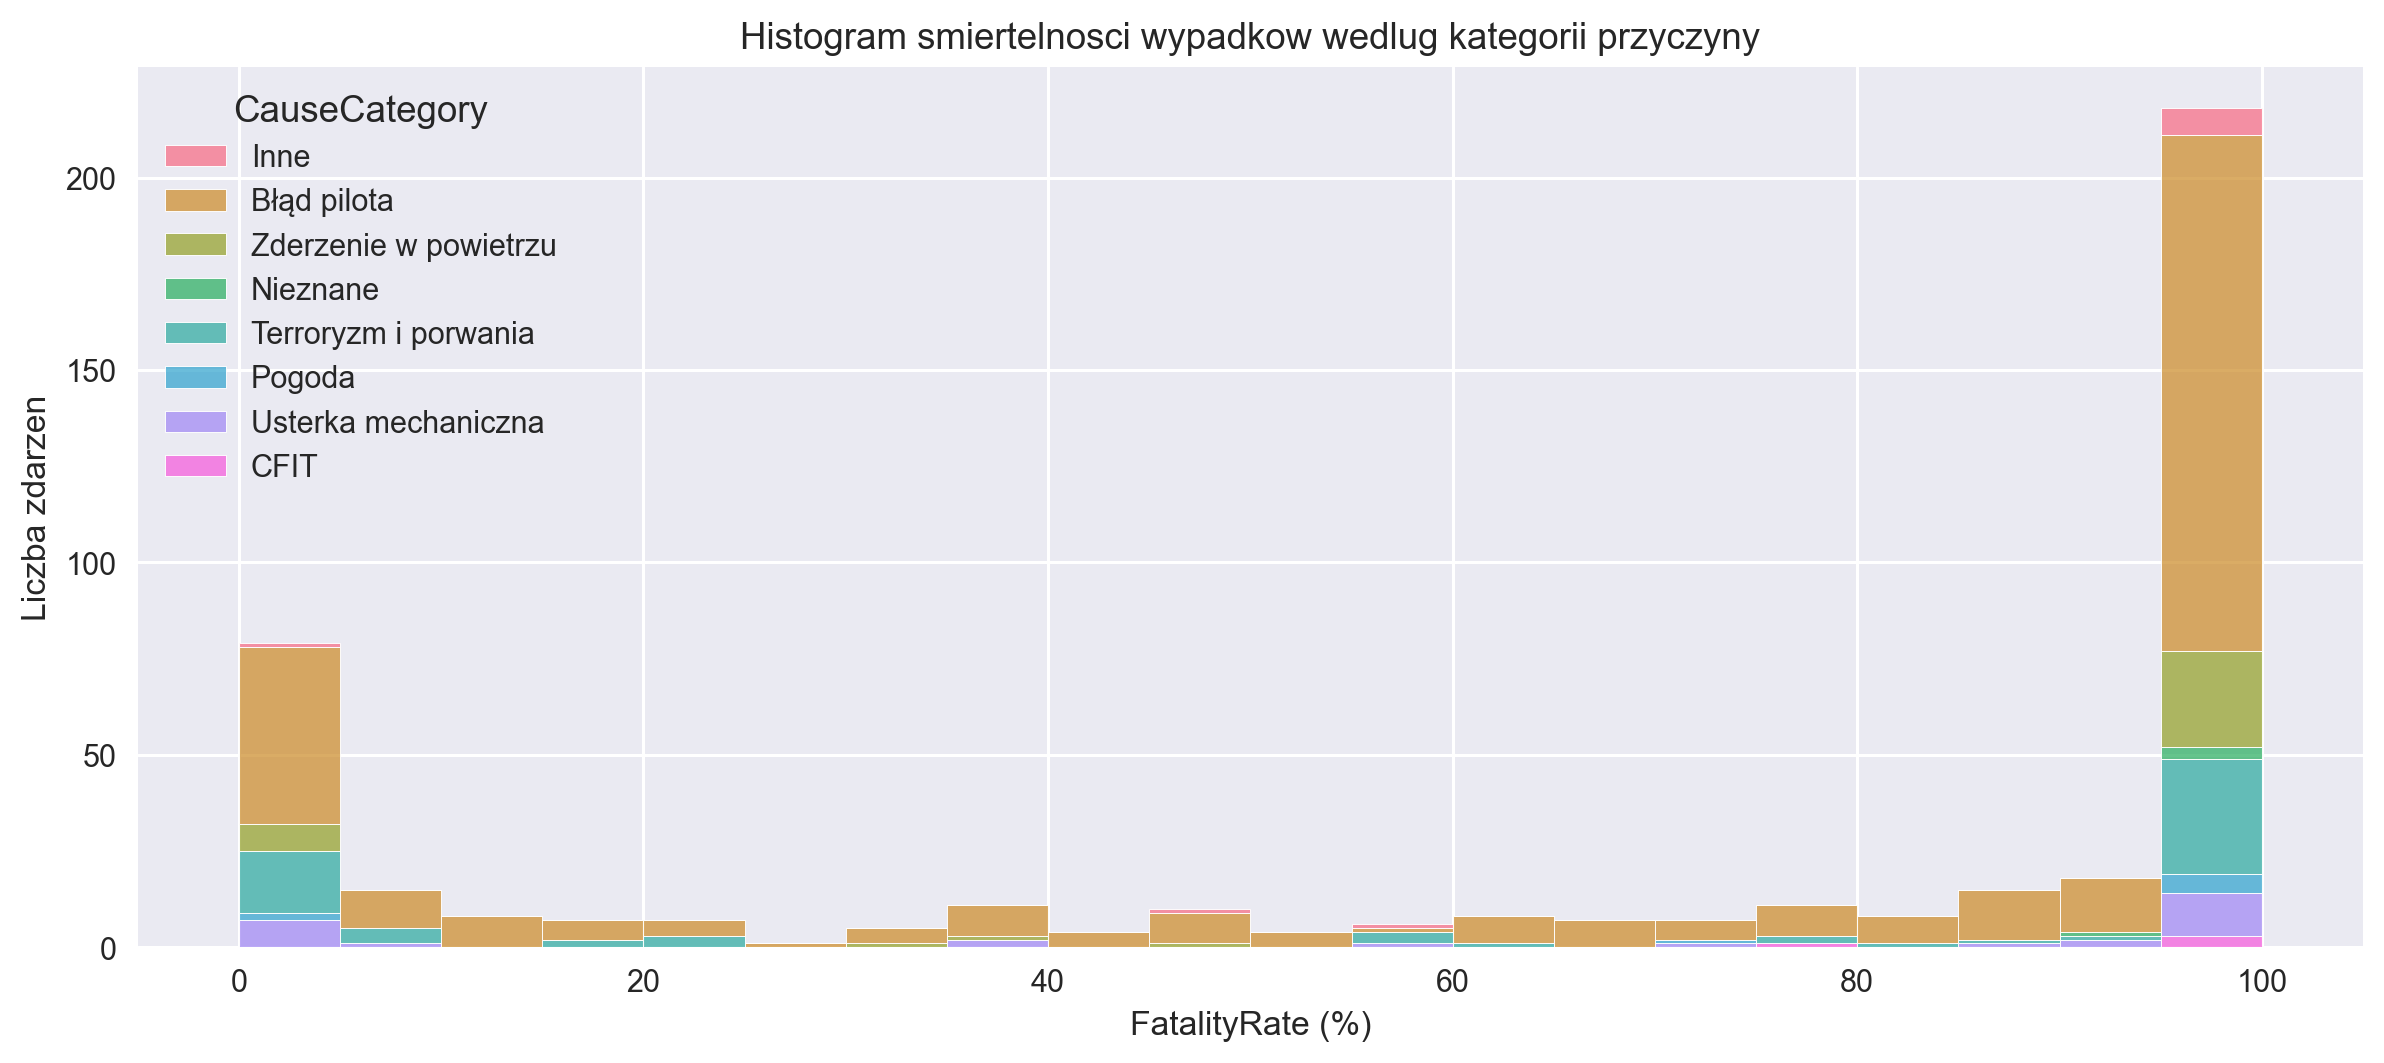 Histogram smiertelnosci wypadkow wedlug kategorii przyczyny
CauseCategory
Inne
Błąd pilota
Zderzenie w powietrzu
Nieznane
Terroryzm i porwania
Pogoda
Usterka mechaniczna
CFIT
Liczba zdarzen
200
150
100
50
0
0 20 40 60 80 100
FatalityRate (%)